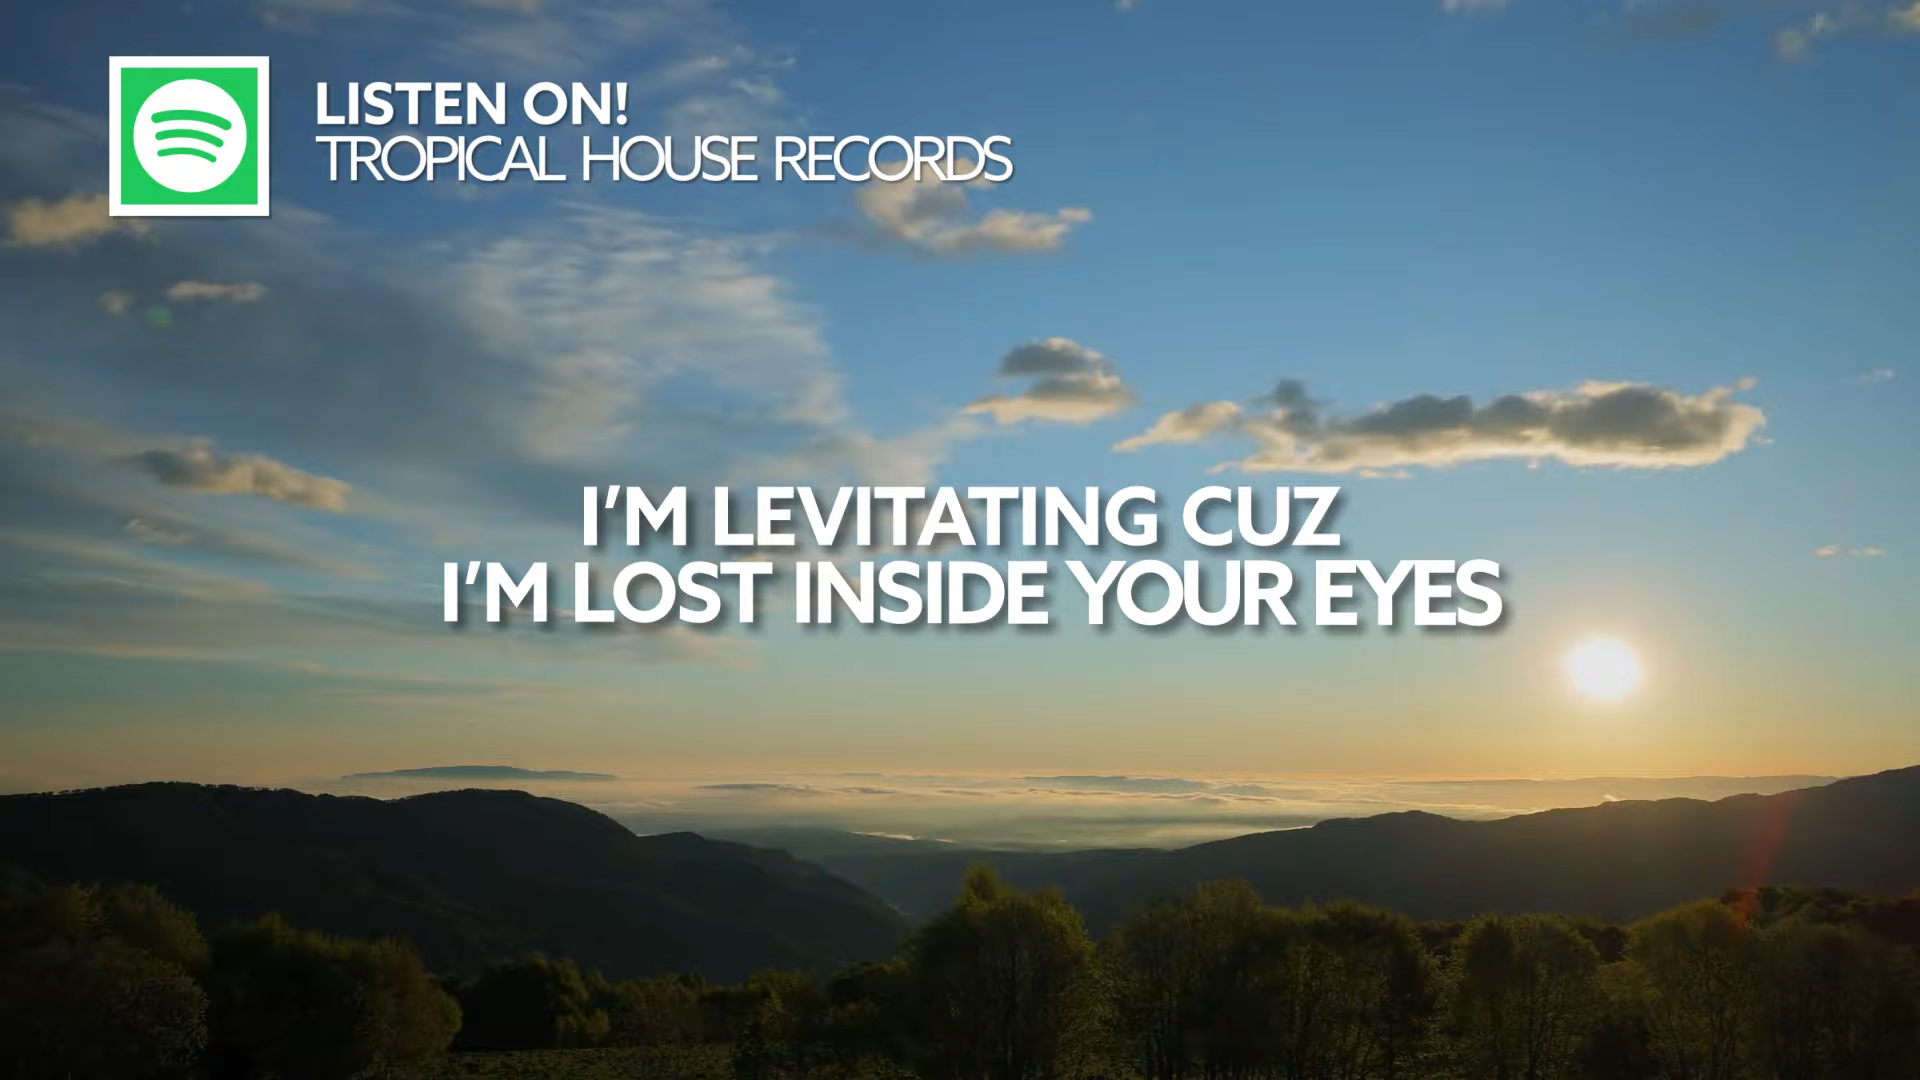 LISTEN ON!
TROPICAL HOUSE RECORDS
I'M LEVITATING CUZ
I'M LOST INSIDE YOUR EYES